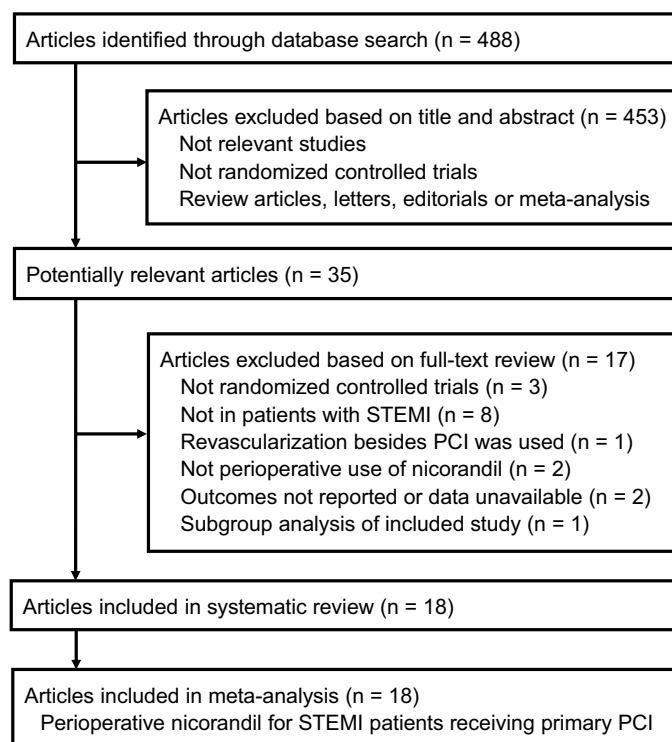 Articles identified through database search (n = 488)
Articles excluded based on title and abstract (n = 453)
Not relevant studies
Not randomized controlled trials
Review articles, letters, editorials or meta-analysis
Potentially relevant articles (n = 35)
Articles excluded based on full-text review (n = 17)
Not randomized controlled trials (n = 3)
Not in patients with STEMI (n = 8)
Revascularization besides PCI was used (n = 1)
Not perioperative use of nicorandil (n = 2)
Outcomes not reported or data unavailable (n = 2)
Subgroup analysis of included study (n = 1)
Articles included in systematic review (n = 18)
Articles included in meta-analysis (n = 18)
Perioperative nicorandil for STEMI patients receiving primary PCI